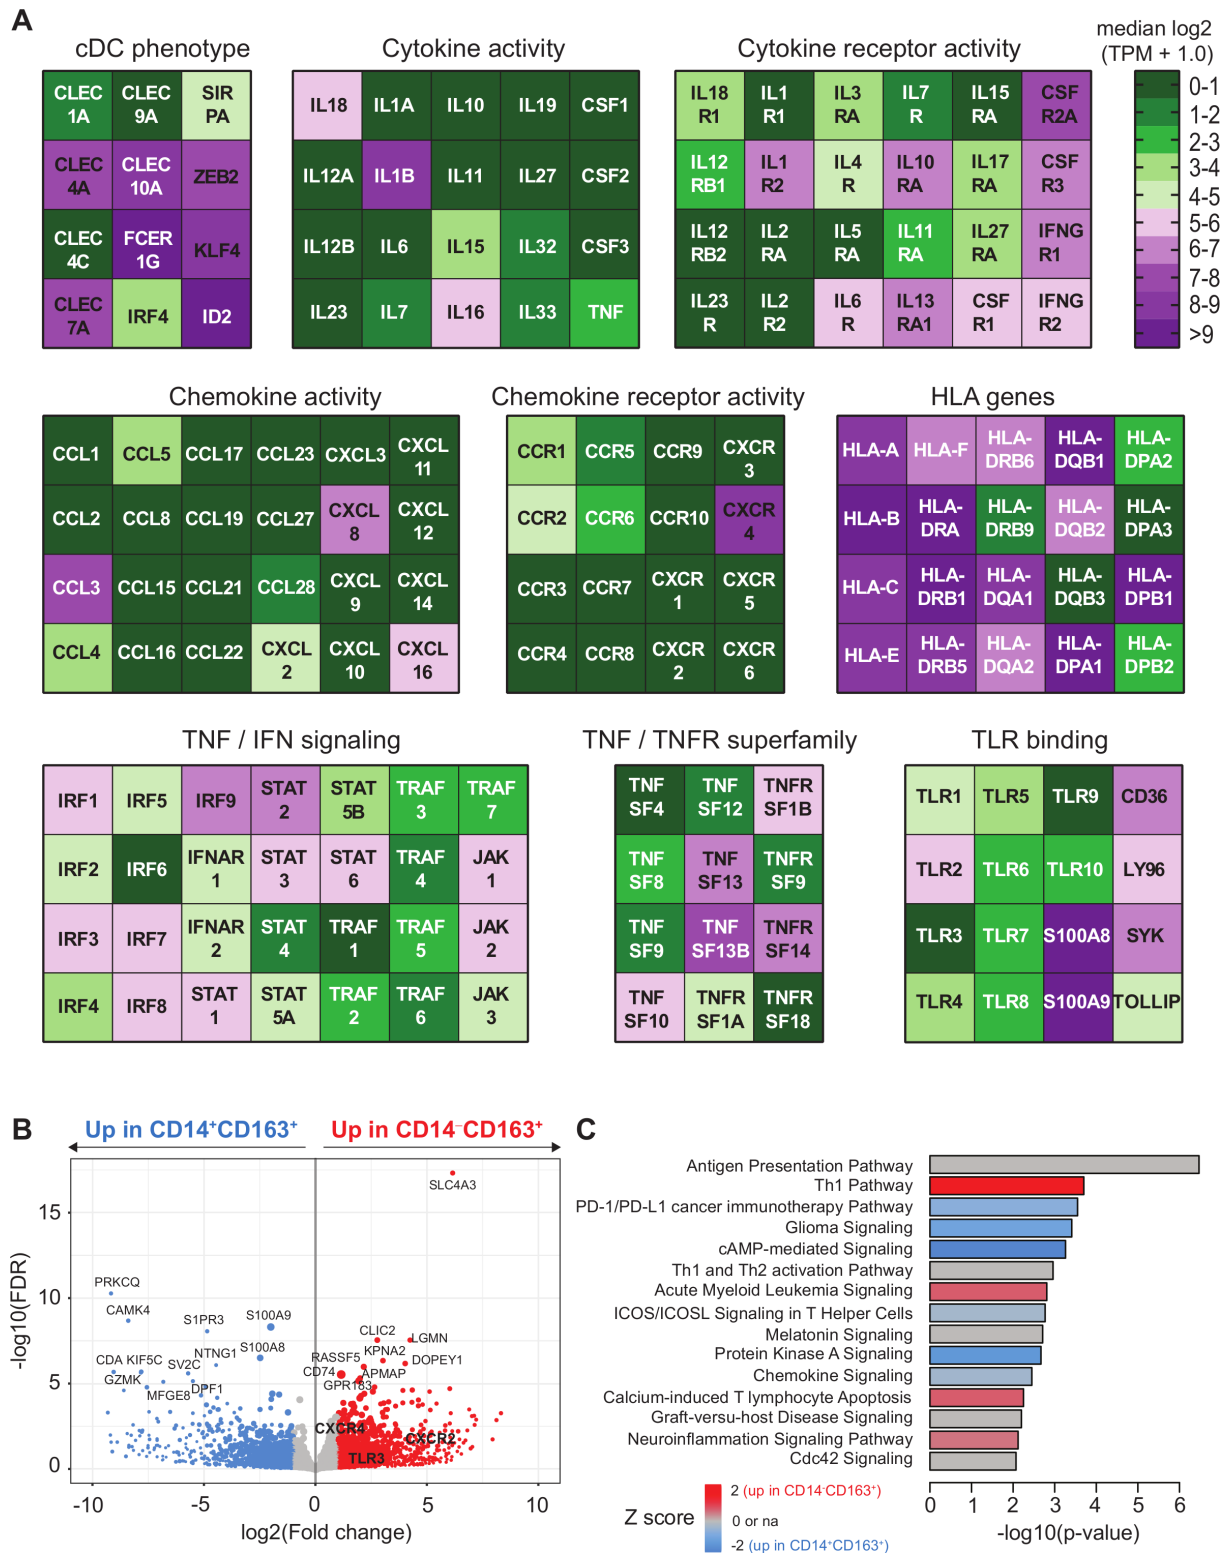 A
cDC phenotype
Cytokine activity
Cytokine receptor activity
median log2
(TPM + 1.0)
CLEC 1A
CLEC 9A
SIR PA
CLEC 4A
CLEC 10A
ZEB2
CLEC 4C
FCER 1G
KLF4
CLEC 7A
IRF4
ID2
IL18
IL1A
IL10
IL19
CSF1
IL12A
IL1B
IL11
IL27
CSF2
IL12B
IL6
IL15
IL32
CSF3
IL23
IL7
IL16
IL33
TNF
IL18 R1
IL1 R1
IL3 RA
IL7 R
IL15 RA
CSF R2A
IL12 RB1
IL1 R2
IL4 R
IL10 RA
IL17 RA
CSF R3
IL12 RB2
IL2 RA
IL5 RA
IL11 RA
IL27 RA
IFNG R1
IL23 R
IL2 R2
IL6 R
IL13 RA1
CSF R1
IFNG R2
0-1
1-2
2-3
3-4
4-5
5-6
6-7
7-8
8-9
>9
Chemokine activity
Chemokine receptor activity
HLA genes
CCL1
CCL5
CCL17
CCL23
CXCL3
CXCL 11
CCL2
CCL8
CCL19
CCL27
CXCL 8
CXCL 12
CCL3
CCL15
CCL21
CCL28
CXCL 9
CXCL 14
CCL4
CCL16
CCL22
CXCL 2
CXCL 10
CXCL 16
CCR1
CCR5
CCR9
CXCR 3
CCR2
CCR6
CCR10
CXCR 4
CCR3
CCR7
CXCR 1
CXCR 5
CCR4
CCR8
CXCR 2
CXCR 6
HLA-A
HLA-F
HLA- DRB6
HLA- DQB1
HLA- DPA2
HLA-B
HLA- DRA
HLA- DRB9
HLA- DQB2
HLA- DPA3
HLA-C
HLA- DRB1
HLA- DQA1
HLA- DQB3
HLA- DPB1
HLA-E
HLA- DRB5
HLA- DQA2
HLA- DPA1
HLA- DPB2
TNF / IFN signaling
TNF / TNFR superfamily
TLR binding
IRF1
IRF5
IRF9
STAT 2
STAT 5B
TRAF 3
TRAF 7
IRF2
IRF6
IFNAR 1
STAT 3
STAT 6
TRAF 4
JAK 1
IRF3
IRF7
IFNAR 2
STAT 4
TRAF 1
TRAF 5
JAK 2
IRF4
IRF8
STAT 1
STAT 5A
TRAF 2
TRAF 6
JAK 3
TNF SF4
TNF SF12
TNFR SF1B
TNF SF8
TNF SF13
TNFR SF9
TNF SF9
TNF SF13B
TNFR SF14
TNF SF10
TNFR SF1A
TNFR SF18
TLR1
TLR5
TLR9
CD36
TLR2
TLR6
TLR10
LY96
TLR3
TLR7
S100A8
SYK
TLR4
TLR8
S100A9
TOLLIP
B
Up in CD14+CD163+
Up in CD14–CD163+
SLC4A3
PRKCQ
CAMK4
S1PR3
S100A9
NTNG1
S100A8
CDA
KIF5C
SV2C
GZMK
MFGE8
DPF1
CLIC2
LGMN
KPNA2
RASSF5
DOPEY1
CD74
APMAP
GPR183
CXCR4
CXCR2
TLR3
15
10
5
0
-log10(FDR)
-10
-5
0
5
10
log2(Fold change)
C
Antigen Presentation Pathway
Th1 Pathway
PD-1/PD-L1 cancer immunotherapy Pathway
Glioma Signaling
cAMP-mediated Signaling
Th1 and Th2 activation Pathway
Acute Myeloid Leukemia Signaling
ICOS/ICOSL Signaling in T Helper Cells
Melatonin Signaling
Protein Kinase A Signaling
Chemokine Signaling
Calcium-induced T lymphocyte Apoptosis
Graft-versu-host Disease Signaling
Neuroinflammation Signaling Pathway
Cdc42 Signaling
0 1 2 3 4 5 6
-log10(p-value)
Z score
2 (up in CD14-CD163+)
0 or na
-2 (up in CD14+CD163+)